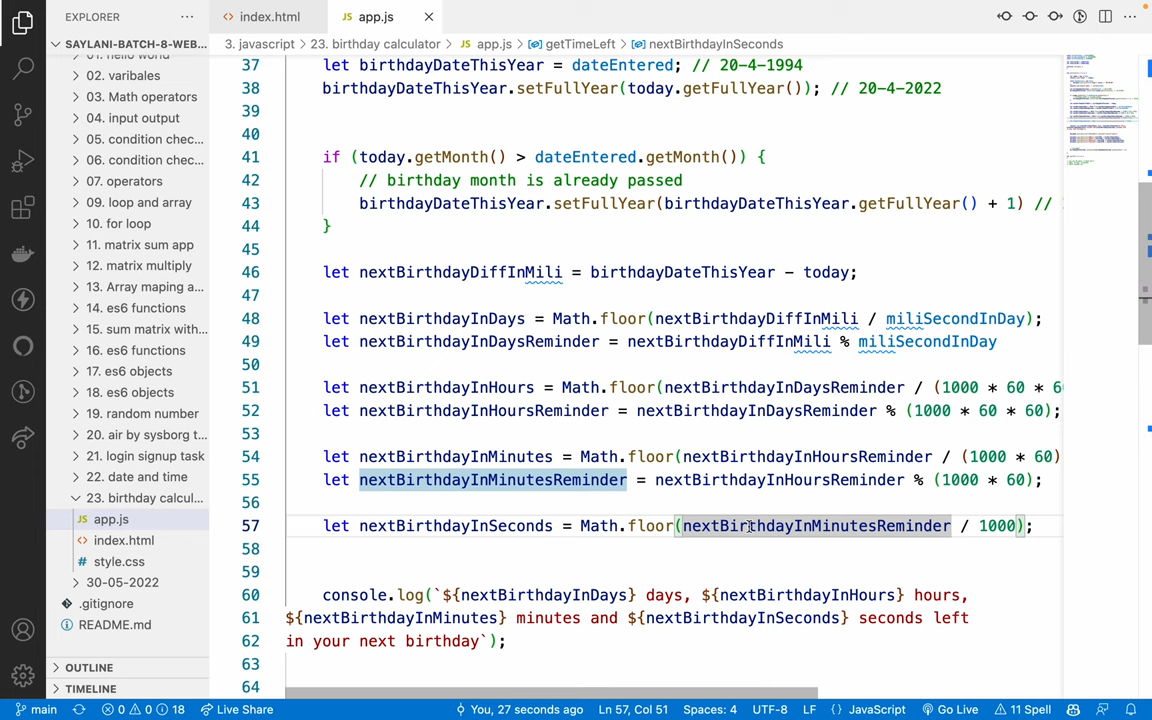 EXPLORER
index.html
app.js
SAYLANI-BATCH-8-WEB...
3. javascript > 23. birthday calculator > app.js > getTimeLeft > nextBirthdayInSeconds
02. varibales
03. Math operators
04. input output
05. condition chec...
06. condition chec...
07. operators
09. loop and array
10. for loop
11. matrix sum app
12. matrix multiply
13. Array maping a...
14. es6 functions
15. sum matrix with...
16. es6 functions
17. es6 objects
18. es6 objects
19. random number
20. air by sysborg t...
21. login signup task
22. date and time
23. birthday calcul...
app.js
index.html
style.css
30-05-2022
.gitignore
README.md
OUTLINE
TIMELINE
37 let birthdayDateThisYear = dateEntered; // 20-4-1994
38 birthdayDateThisYear.setFullYear(today.getFullYear()); // 20-4-2022
39
40
41 if (today.getMonth() > dateEntered.getMonth()) {
42 // birthday month is already passed
43 birthdayDateThisYear.setFullYear(birthdayDateThisYear.getFullYear() + 1) //
44 }
45
46 let nextBirthdayDiffInMili = birthdayDateThisYear - today;
47
48 let nextBirthdayInDays = Math.floor(nextBirthdayDiffInMili / miliSecondInDay);
49 let nextBirthdayInDaysReminder = nextBirthdayDiffInMili % miliSecondInDay
50
51 let nextBirthdayInHours = Math.floor(nextBirthdayInDaysReminder / (1000 * 60 * 6
52 let nextBirthdayInHoursReminder = nextBirthdayInDaysReminder % (1000 * 60 * 60);
53
54 let nextBirthdayInMinutes = Math.floor(nextBirthdayInHoursReminder / (1000 * 60)
55 let nextBirthdayInMinutesReminder = nextBirthdayInHoursReminder % (1000 * 60);
56
57 let nextBirthdayInSeconds = Math.floor(nextBirthdayInMinutesReminder / 1000);
58
59
60 console.log(`${nextBirthdayInDays} days, ${nextBirthdayInHours} hours,
61 ${nextBirthdayInMinutes} minutes and ${nextBirthdayInSeconds} seconds left
62 in your next birthday`);
63
64
main 0 0 18 Live Share You, 27 seconds ago Ln 57, Col 51 Spaces: 4 UTF-8 LF {} JavaScript Go Live 11 Spell